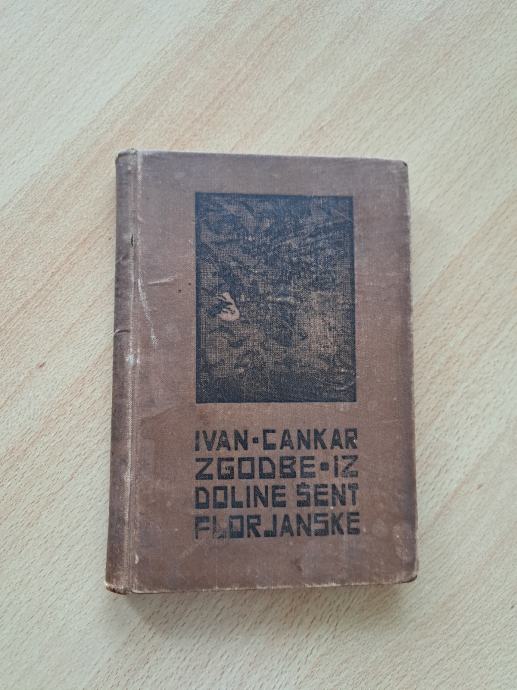 IVAN·CANKAR
ZGODBE·IZ
DOLINE ŠENT
FLORJANSKE